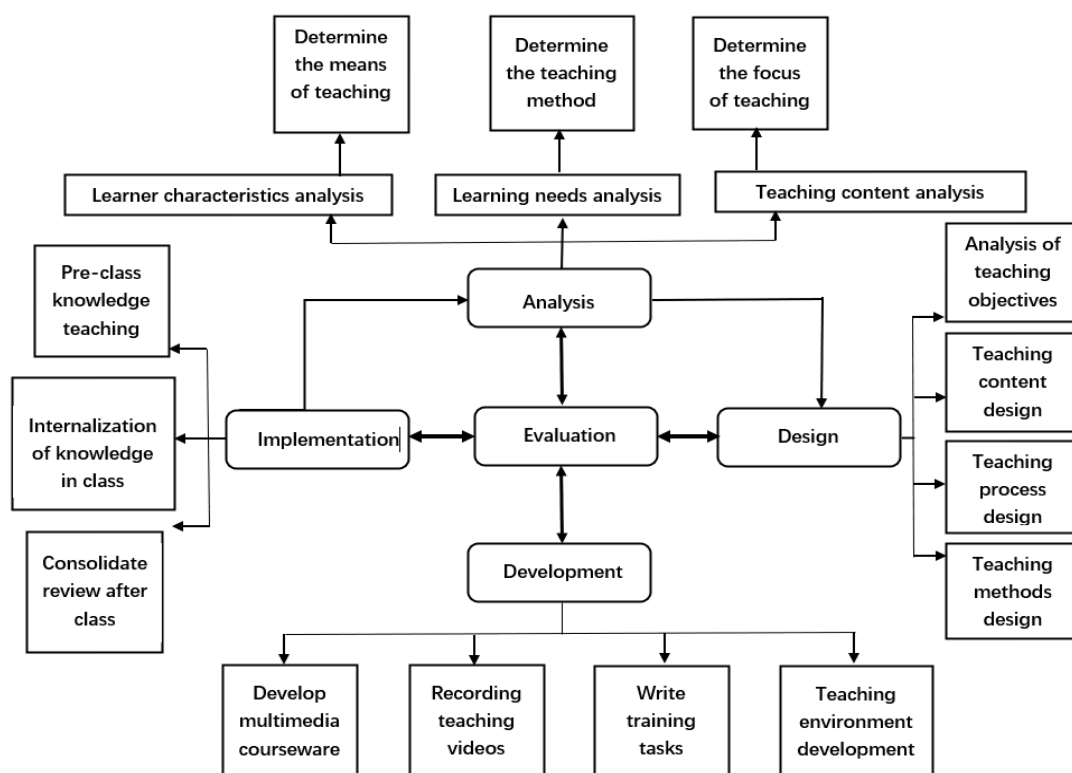 Determine
the means
of teaching
Determine
the teaching
method
Determine
the focus
of teaching
Learner characteristics analysis
Learning needs analysis
Teaching content analysis
Pre-class
knowledge
teaching
Analysis
Analysis of
teaching
objectives
Teaching
content
design
Internalization
of knowledge
in class
Implementation
Evaluation
Design
Teaching
process
design
Consolidate
review after
class
Development
Teaching
methods
design
Develop
multimedia
courseware
Recording
teaching
videos
Write
training
tasks
Teaching
environment
development